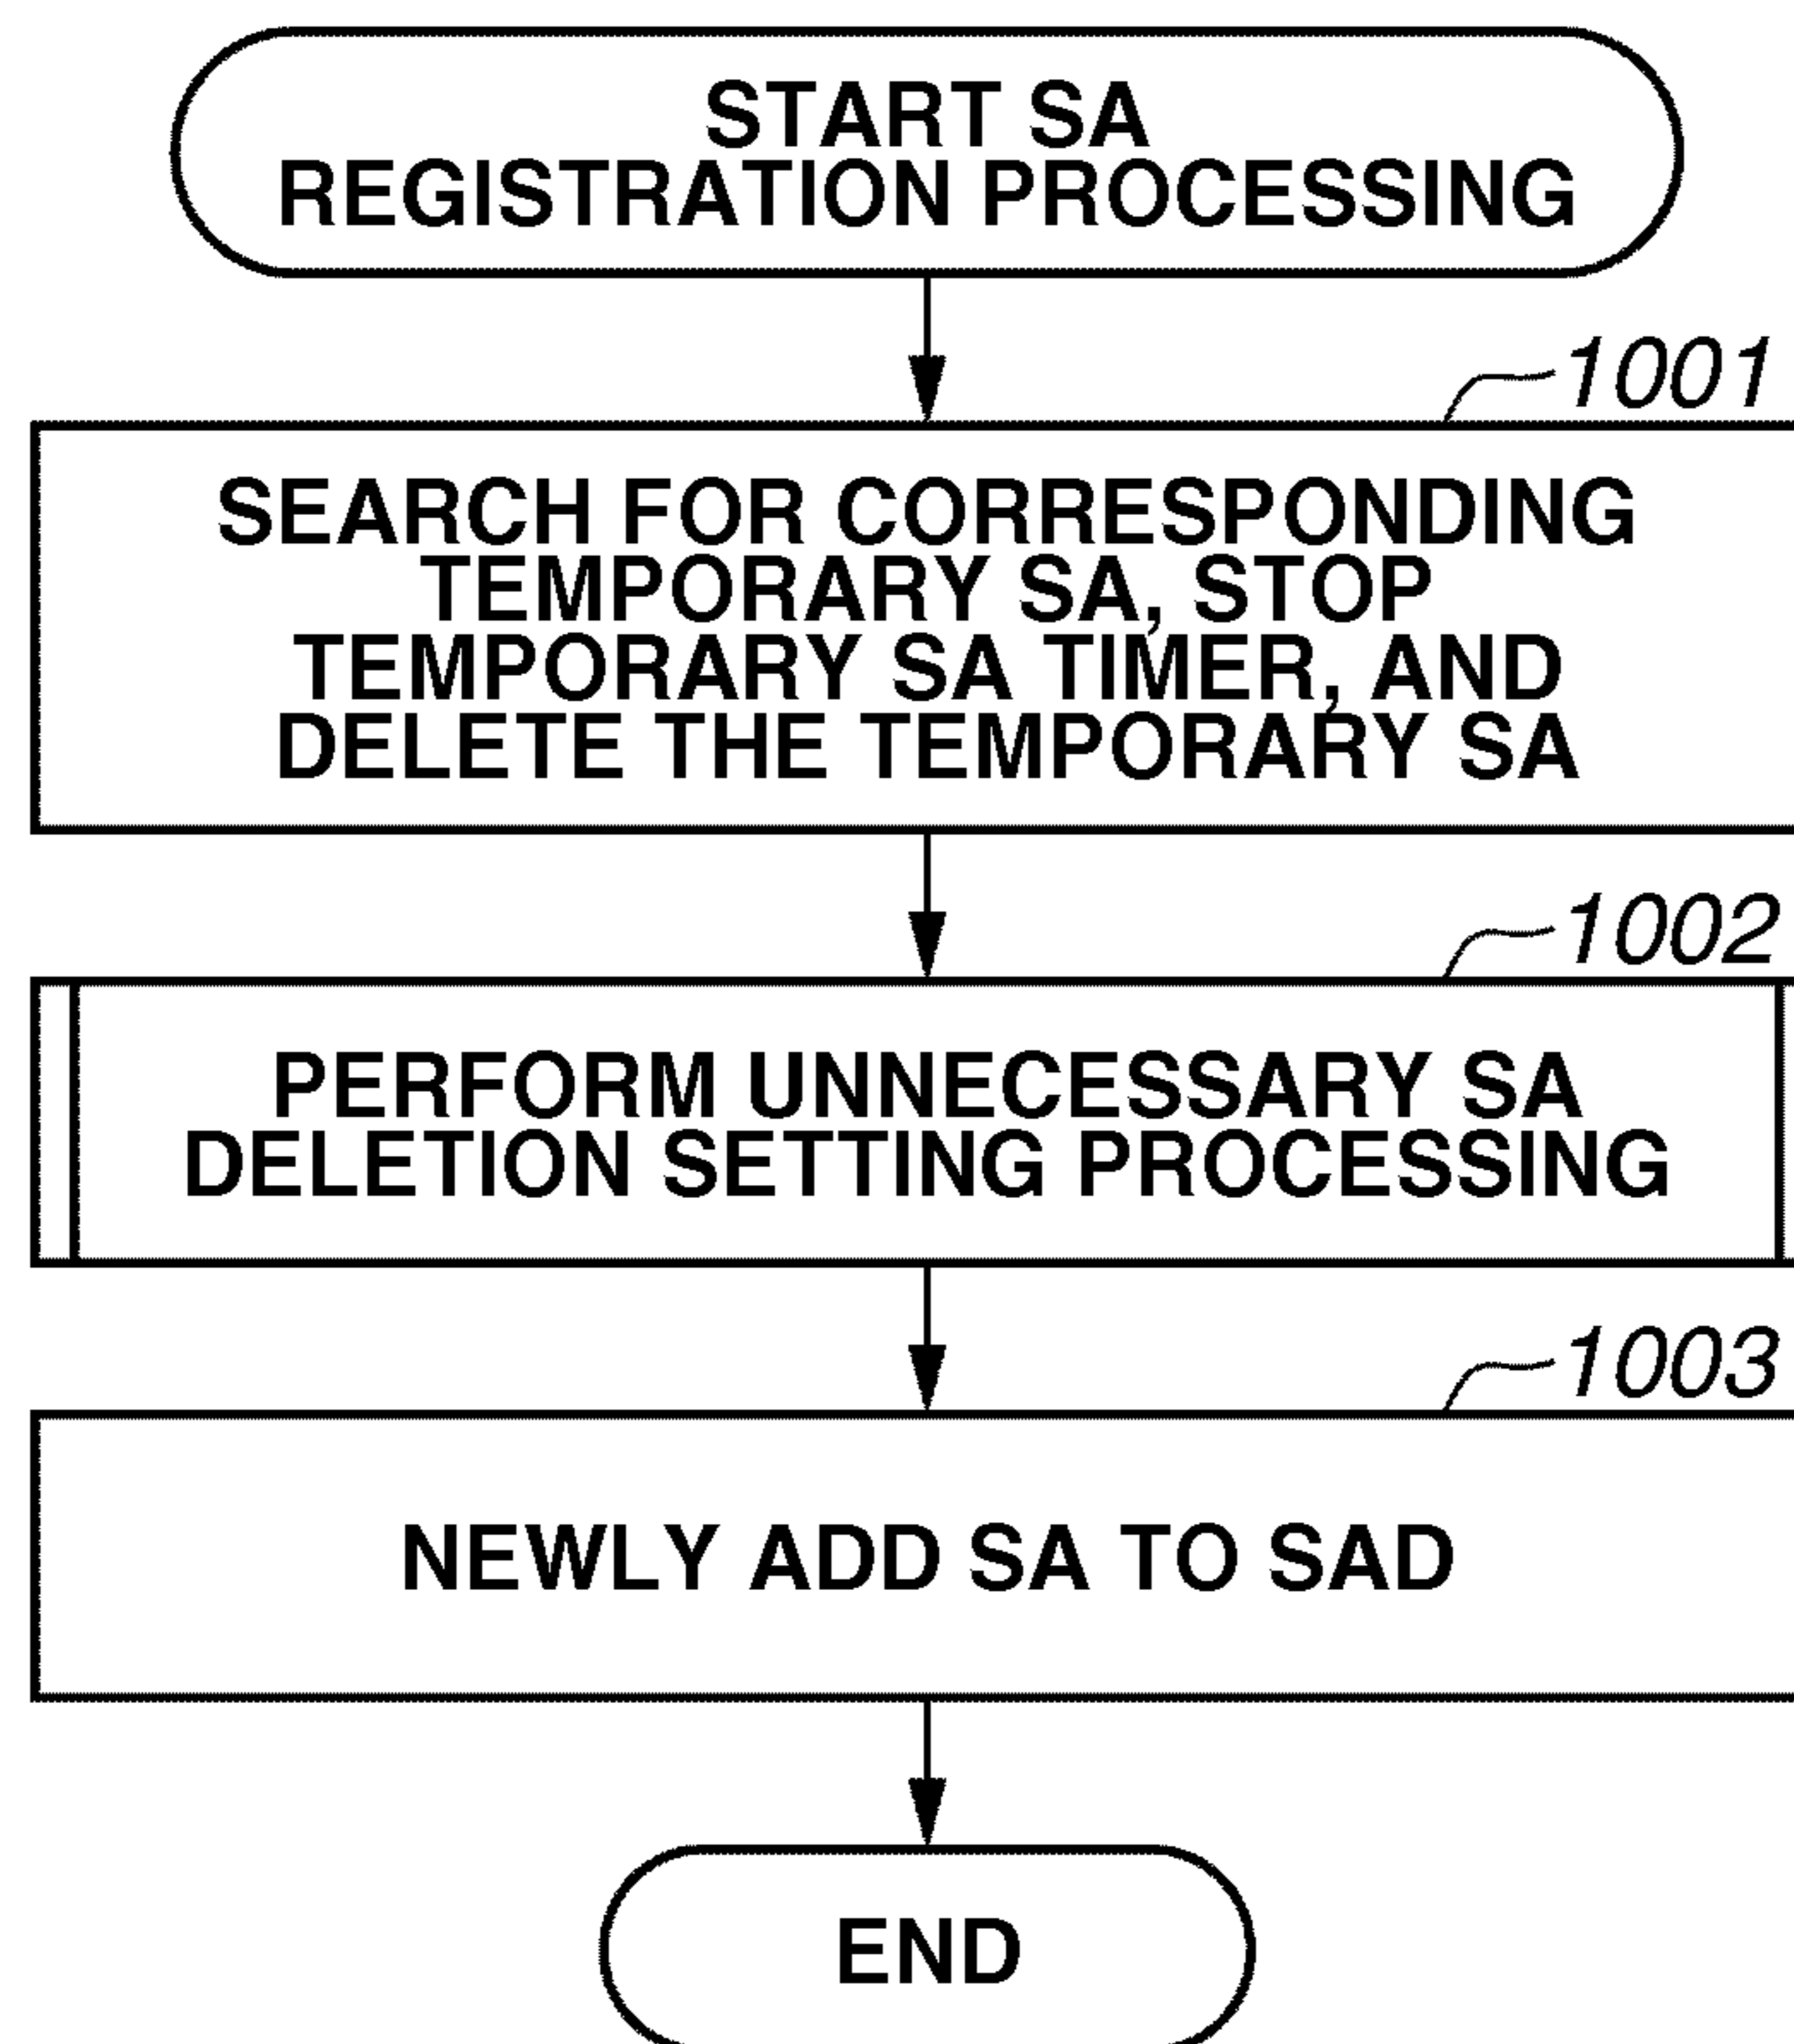 START SA
REGISTRATION PROCESSING
1001
SEARCH FOR CORRESPONDING
TEMPORARY SA, STOP
TEMPORARY SA TIMER, AND
DELETE THE TEMPORARY SA
1002
PERFORM UNNECESSARY SA
DELETION SETTING PROCESSING
1003
NEWLY ADD SA TO SAD
END